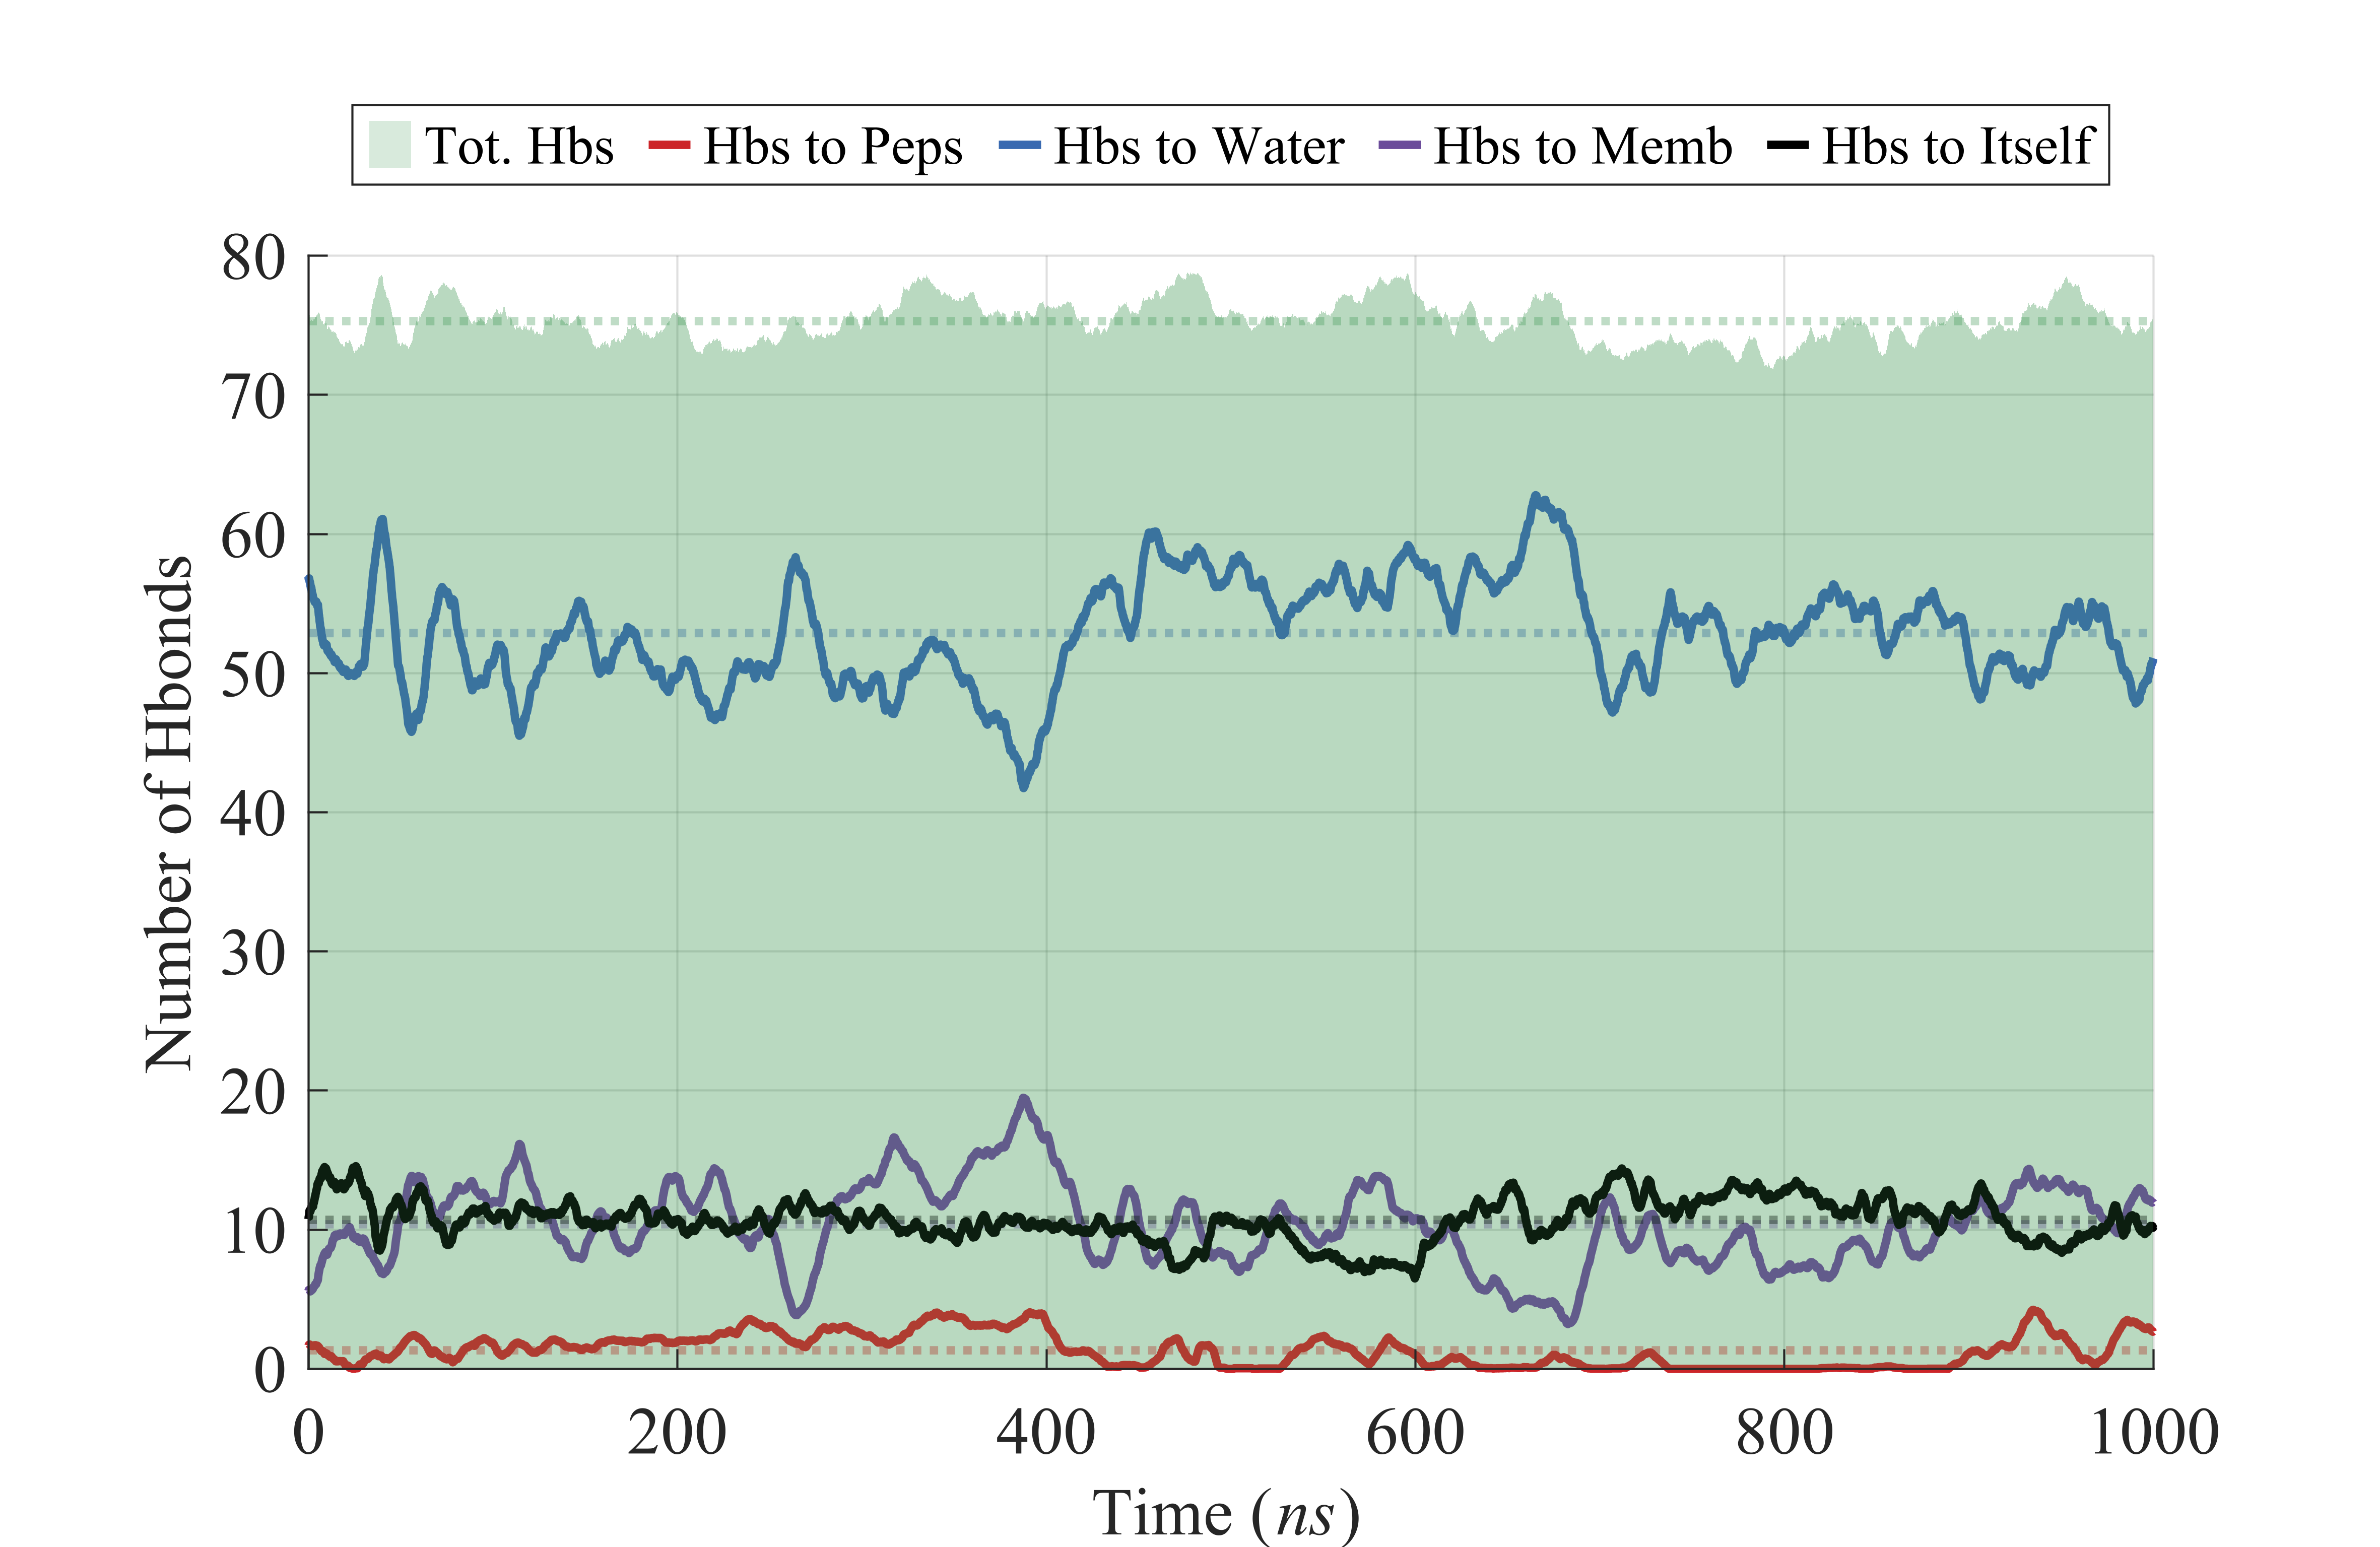 Tot. Hbs Hbs to Peps Hbs to Water Hbs to Memb Hbs to Itself
80
70
60
50
40
30
20
10
0
Number of Hbonds
0 200 400 600 800 1000
Time (ns)